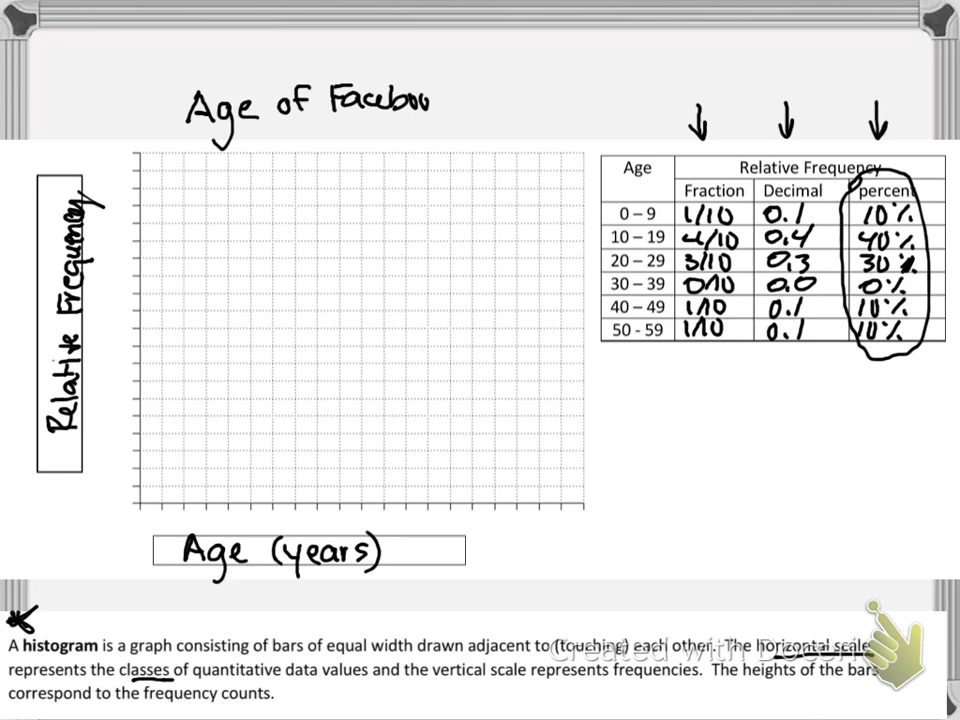 Age of Faceboo
Relative Frequency
Age Relative Frequency
Fraction Decimal percent
0 – 9 1/10 0.1 10%
10 – 19 4/10 0.4 40%
20 – 29 3/10 0.3 30%
30 – 39 0/10 0.0 0%
40 – 49 1/10 0.1 10%
50 - 59 1/10 0.1 10%
Age (years)
A histogram is a graph consisting of bars of equal width drawn adjacent to (touching) each other. The horizontal scale
represents the classes of quantitative data values and the vertical scale represents frequencies. The heights of the bars
correspond to the frequency counts.
Created with